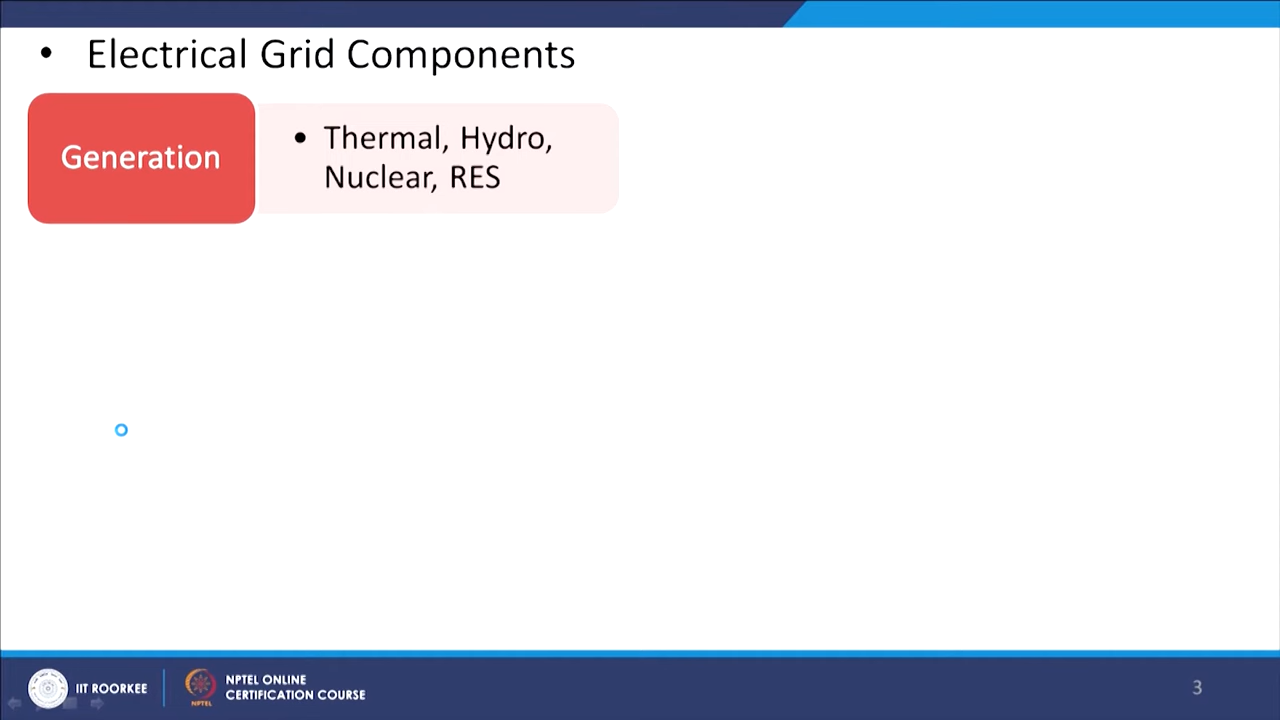 • Electrical Grid Components
Generation
• Thermal, Hydro,
Nuclear, RES
IIT ROORKEE
NPTEL ONLINE
CERTIFICATION COURSE
NPTEL
3